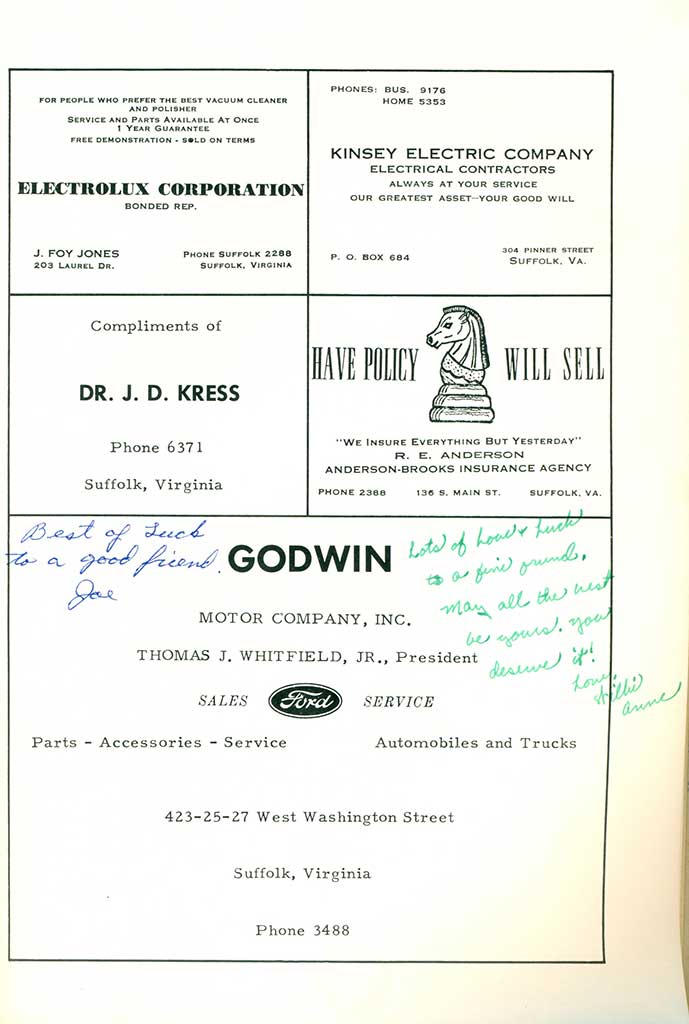 FOR PEOPLE WHO PREFER THE BEST VACUUM CLEANER
AND POLISHER
SERVICE AND PARTS AVAILABLE AT ONCE
1 YEAR GUARANTEE
FREE DEMONSTRATION - SOLD ON TERMS
ELECTROLUX CORPORATION
BONDED REP.
J. FOY JONES
203 LAUREL DR.
PHONE SUFFOLK 2288
SUFFOLK, VIRGINIA
PHONES: BUS. 9176
HOME 5353
KINSEY ELECTRIC COMPANY
ELECTRICAL CONTRACTORS
ALWAYS AT YOUR SERVICE
OUR GREATEST ASSET--YOUR GOOD WILL
P. O. BOX 684
304 PINNER STREET
SUFFOLK, VA.
Compliments of
DR. J. D. KRESS
Phone 6371
Suffolk, Virginia
HAVE POLICY WILL SELL
"WE INSURE EVERYTHING BUT YESTERDAY"
R. E. ANDERSON
ANDERSON-BROOKS INSURANCE AGENCY
PHONE 2388 136 S. MAIN ST. SUFFOLK, VA.
Best of Luck
to a good friend.
Joe
GODWIN
Lots of Love & Luck
to a fine friend.
May all the best
be yours. You
deserve it!
Love,
Willie
Anne
MOTOR COMPANY, INC.
THOMAS J. WHITFIELD, JR., President
SALES Ford SERVICE
Parts - Accessories - Service Automobiles and Trucks
423-25-27 West Washington Street
Suffolk, Virginia
Phone 3488